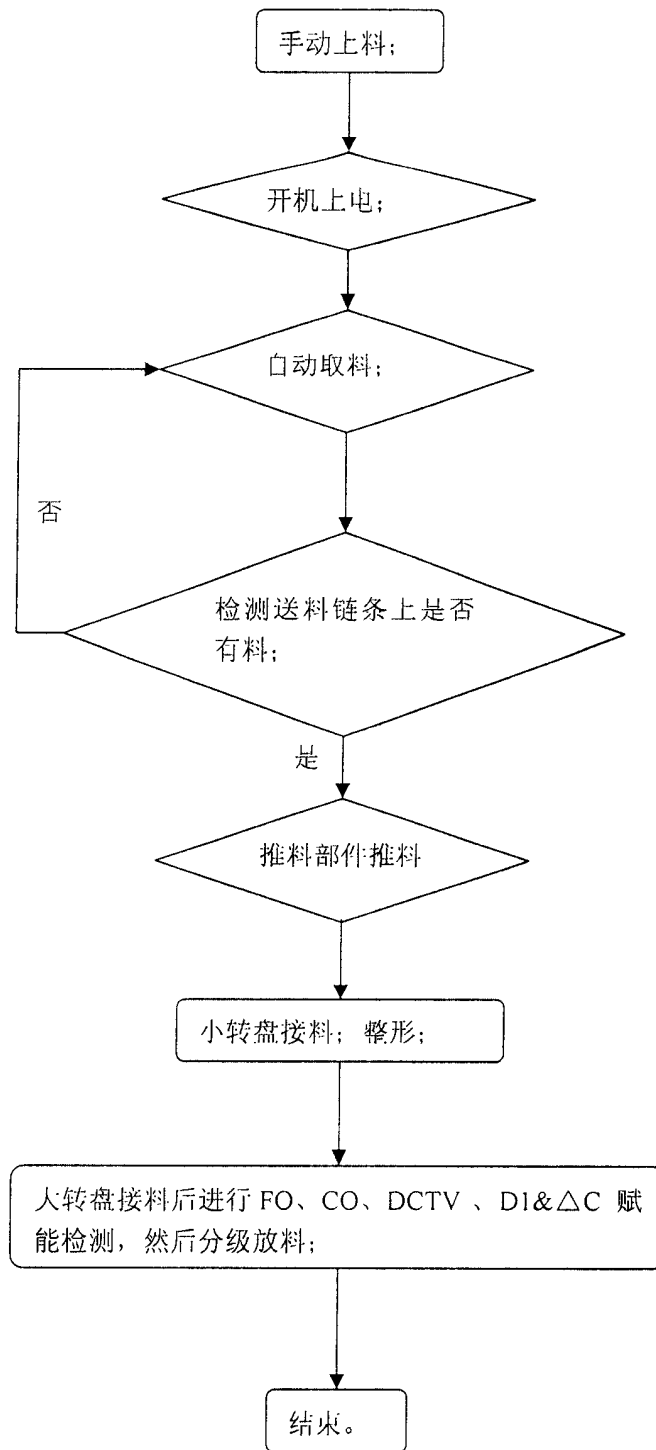 手动上料；
开机上电；
自动取料；
否
检测送料链条上是否
有料；
是
推料部件推料
小转盘接料；整形；
大转盘接料后进行 FO、CO、DCTV 、D1&△C 赋
能检测，然后分级放料；
结束。